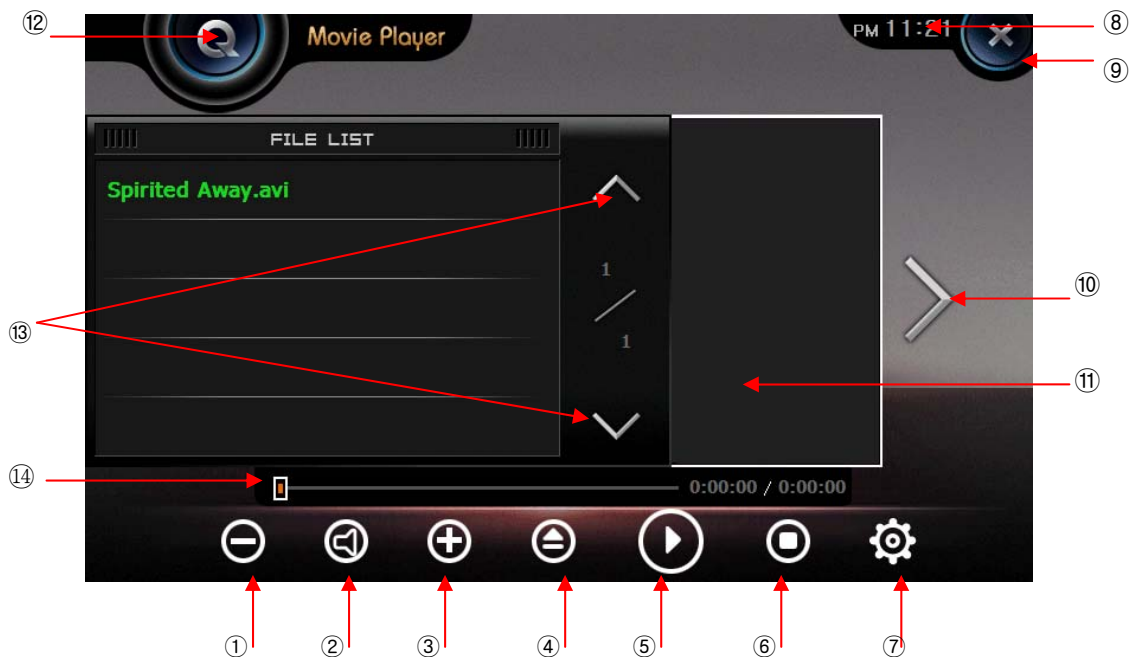 ⑫ Movie Player PM 11:21 ⑧
⑨
FILE LIST
Spirited Away.avi
1
⑩
⑬
1
⑪
⑭ 0:00:00 / 0:00:00
① ② ③ ④ ⑤ ⑥ ⑦